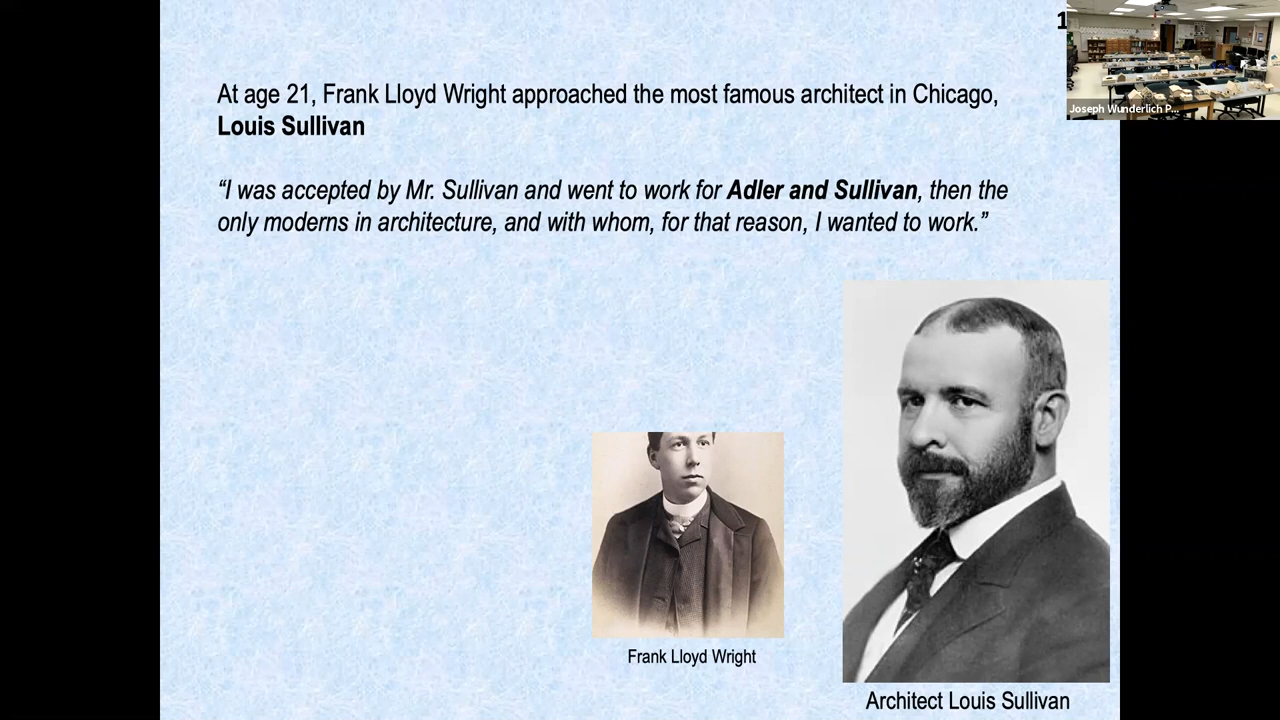 1
Joseph Wunderlich P...
At age 21, Frank Lloyd Wright approached the most famous architect in Chicago,
Louis Sullivan
“I was accepted by Mr. Sullivan and went to work for Adler and Sullivan, then the
only moderns in architecture, and with whom, for that reason, I wanted to work.”
Frank Lloyd Wright
Architect Louis Sullivan